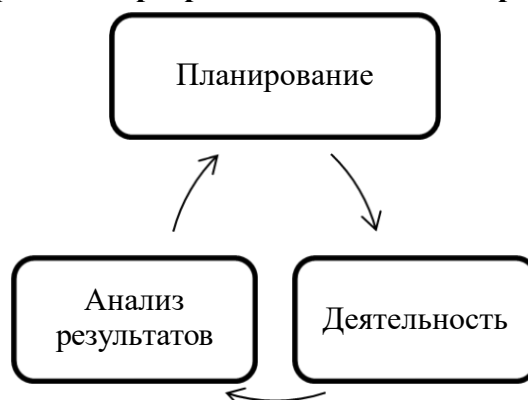 Планирование
Анализ
результатов
Деятельность